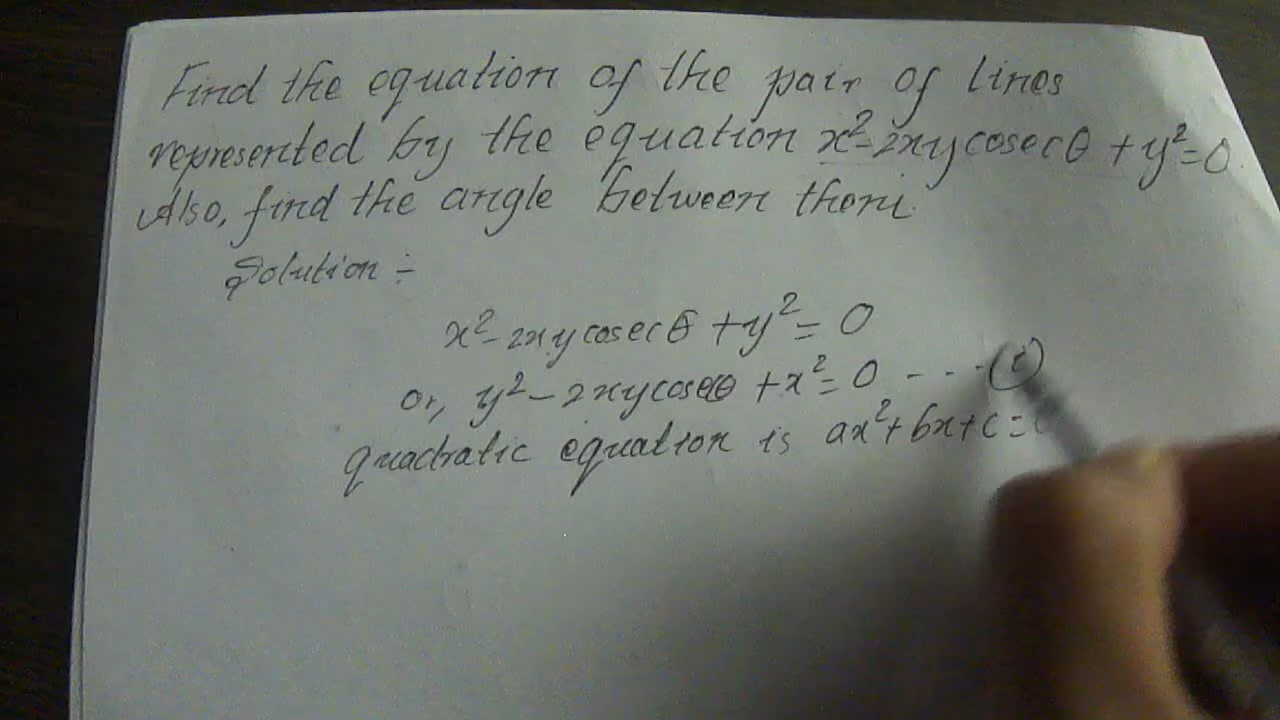 Find the equation of the pair of lines
represented by the equation x²-2xycosecθ+y²=0.
Also, find the angle between them.
Solution ÷
x²-2xycosecθ+y²=0
or, y²-2xycosecθ+x²=0 - - - (i)
quadratic equation is ax²+bx+c=